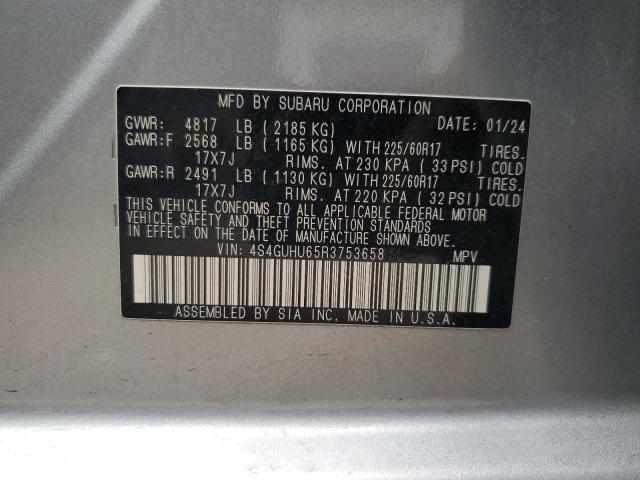 MFD BY SUBARU CORPORATION
GVWR: 4817 LB ( 2185 KG) DATE: 01/24
GAWR:F 2568 LB ( 1165 KG) WITH 225/60R17 TIRES.
17X7J RIMS. AT 230 KPA ( 33 PSI) COLD
GAWR:R 2491 LB ( 1130 KG) WITH 225/60R17 TIRES.
17X7J RIMS. AT 220 KPA ( 32 PSI) COLD
THIS VEHICLE CONFORMS TO ALL APPLICABLE FEDERAL MOTOR
VEHICLE SAFETY AND THEFT PREVENTION STANDARDS
IN EFFECT ON THE DATE OF MANUFACTURE SHOWN ABOVE.
VIN: 4S4GUHU65R3753658 MPV
ASSEMBLED BY SIA INC. MADE IN U.S.A.